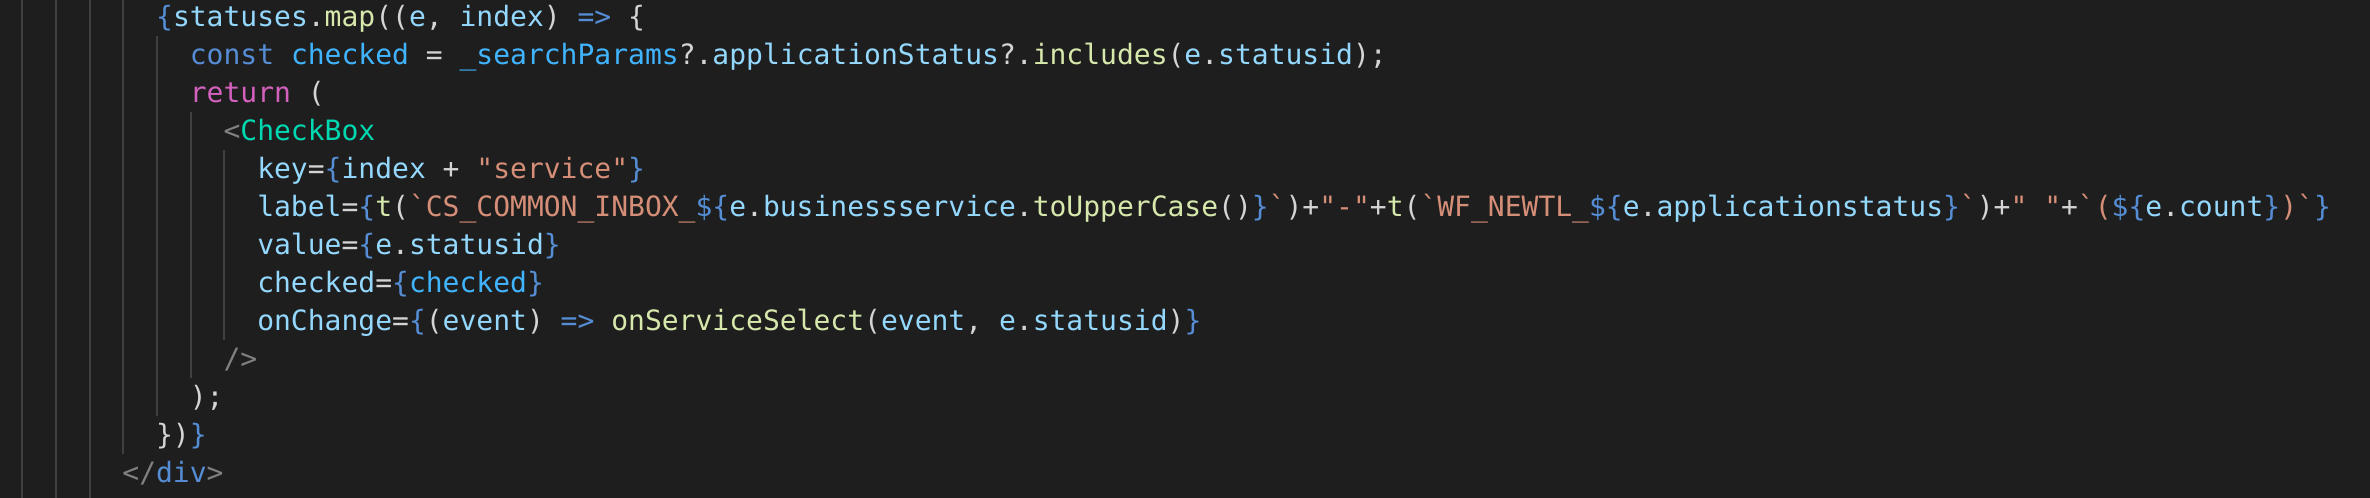 {statuses.map((e, index) => {
const checked = _searchParams?.applicationStatus?.includes(e.statusid);
return (
<CheckBox
key={index + "service"}
label={t(`CS_COMMON_INBOX_${e.businessservice.toUpperCase()}`)+"-"+t(`WF_NEWTL_${e.applicationstatus}`)+" "+`(${e.count})`}
value={e.statusid}
checked={checked}
onChange={(event) => onServiceSelect(event, e.statusid)}
/>
);
})}
</div>